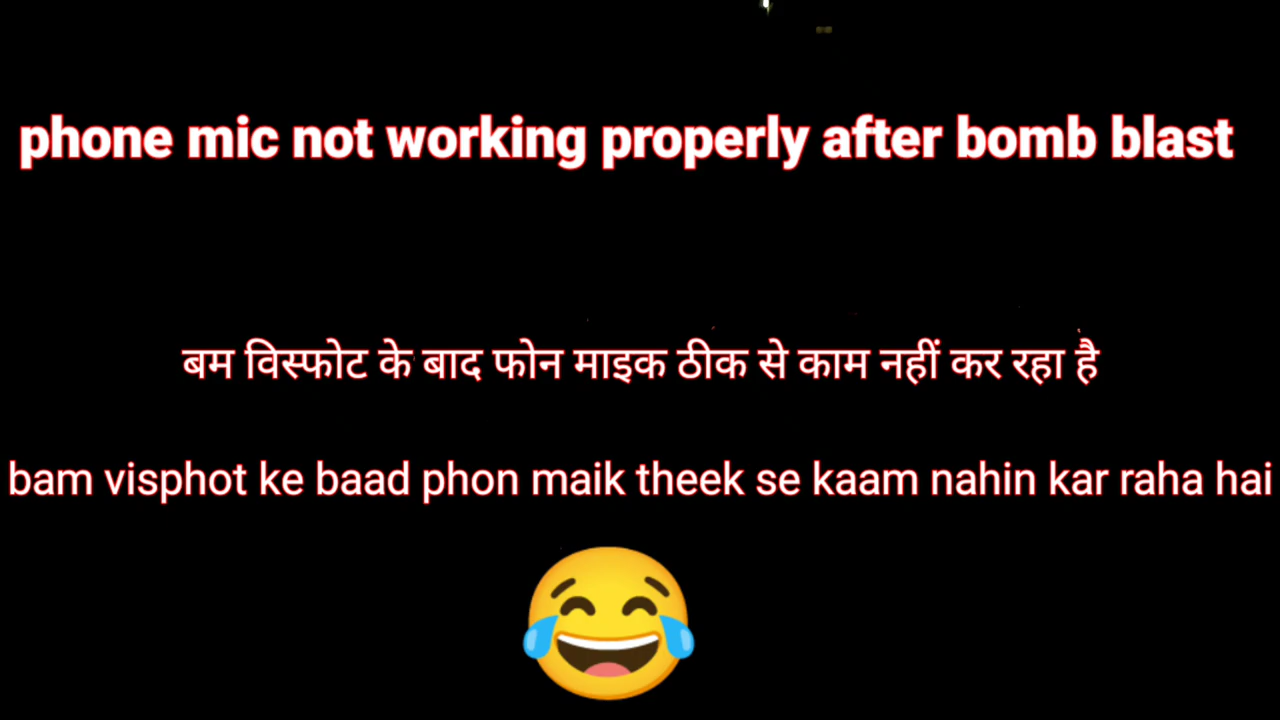 phone mic not working properly after bomb blast
बम विस्फोट के बाद फोन माइक ठीक से काम नहीं कर रहा है
bam visphot ke baad phon maik theek se kaam nahin kar raha hai